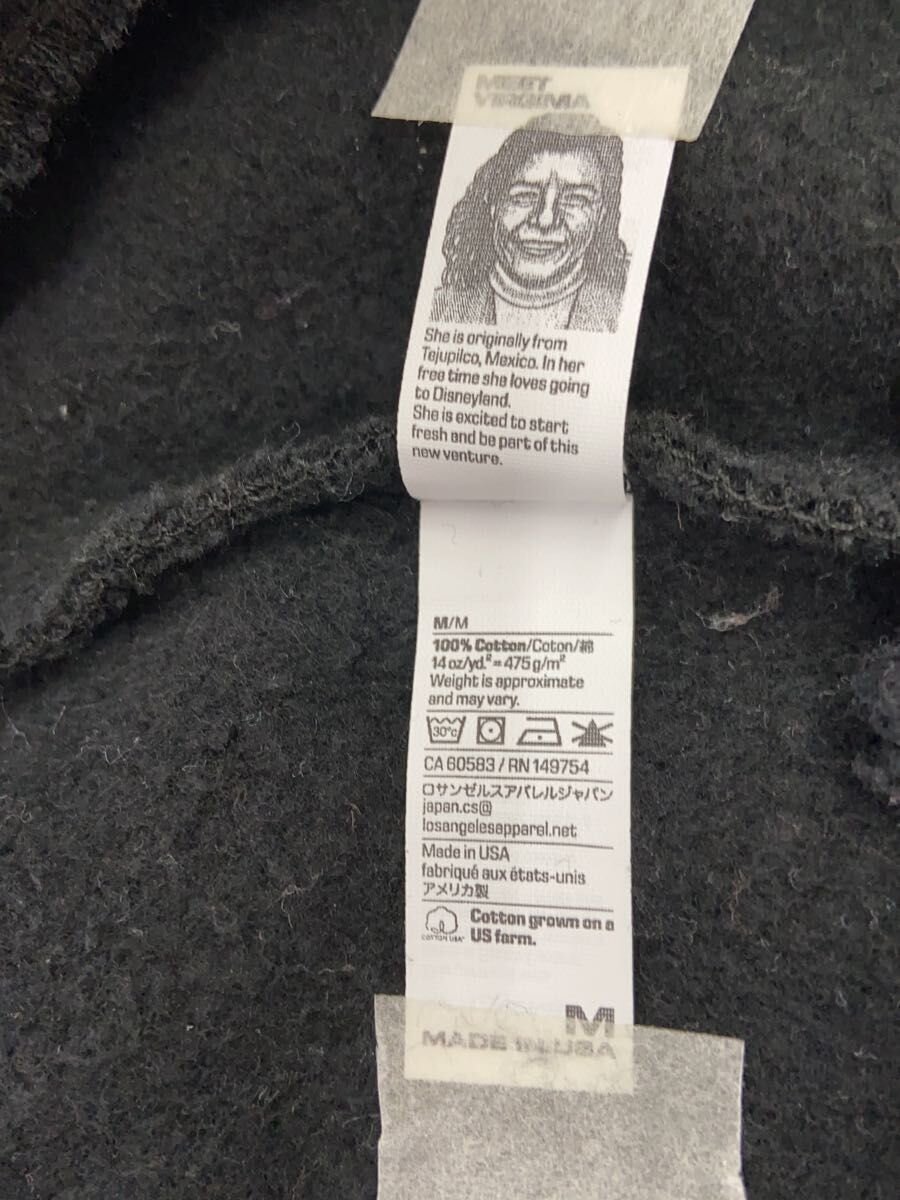 MEET
VIRGINIA
She is originally from
Tejupilco, Mexico. In her
free time she loves going
to Disneyland.
She is excited to start
fresh and be part of this
new venture.
M/M
100% Cotton/Coton/綿
14 oz/yd.² = 475 g/m²
Weight is approximate
and may vary.
30°C
CA 60583 / RN 149754
ロサンゼルスアパレルジャパン
japan.cs@
losangelesapparel.net
Made in USA
fabriqué aux états-unis
アメリカ製
COTTON USA
Cotton grown on a
US farm.
M
MADE IN USA